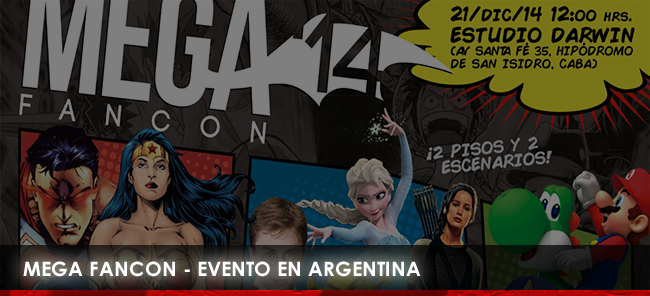 MEGA 14
FANCON
21/DIC/14 12:00 HRS.
ESTUDIO DARWIN
(AV SANTA FÉ 35, HIPÓDROMO
DE SAN ISIDRO, CABA)
¡2 PISOS Y 2
ESCENARIOS!
MEGA FANCON - EVENTO EN ARGENTINA